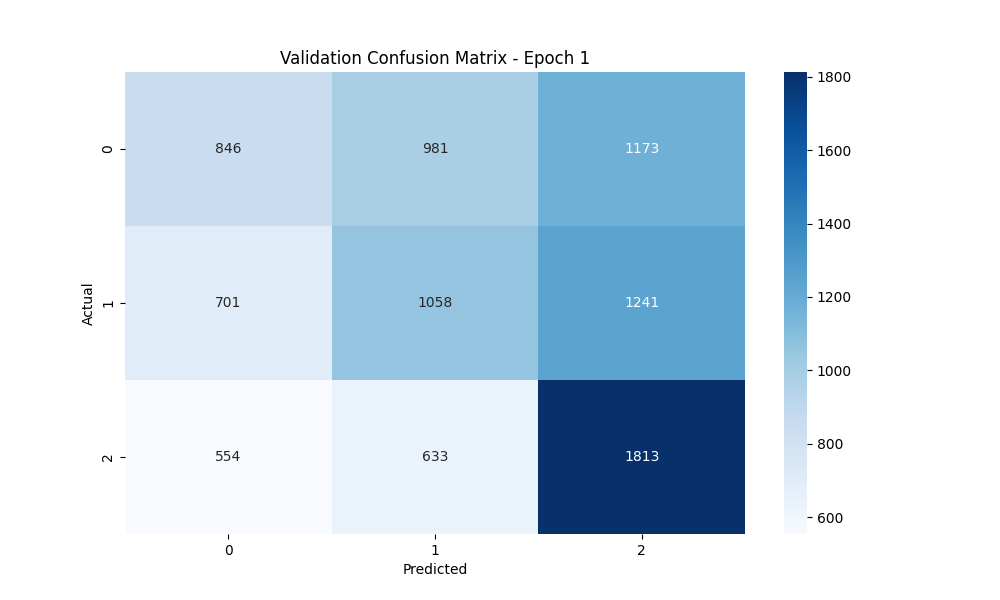 Validation Confusion Matrix - Epoch 1
0 846 981 1173
1 701 1058 1241
2 554 633 1813
0 1 2
Predicted
Actual
1800
1600
1400
1200
1000
800
600